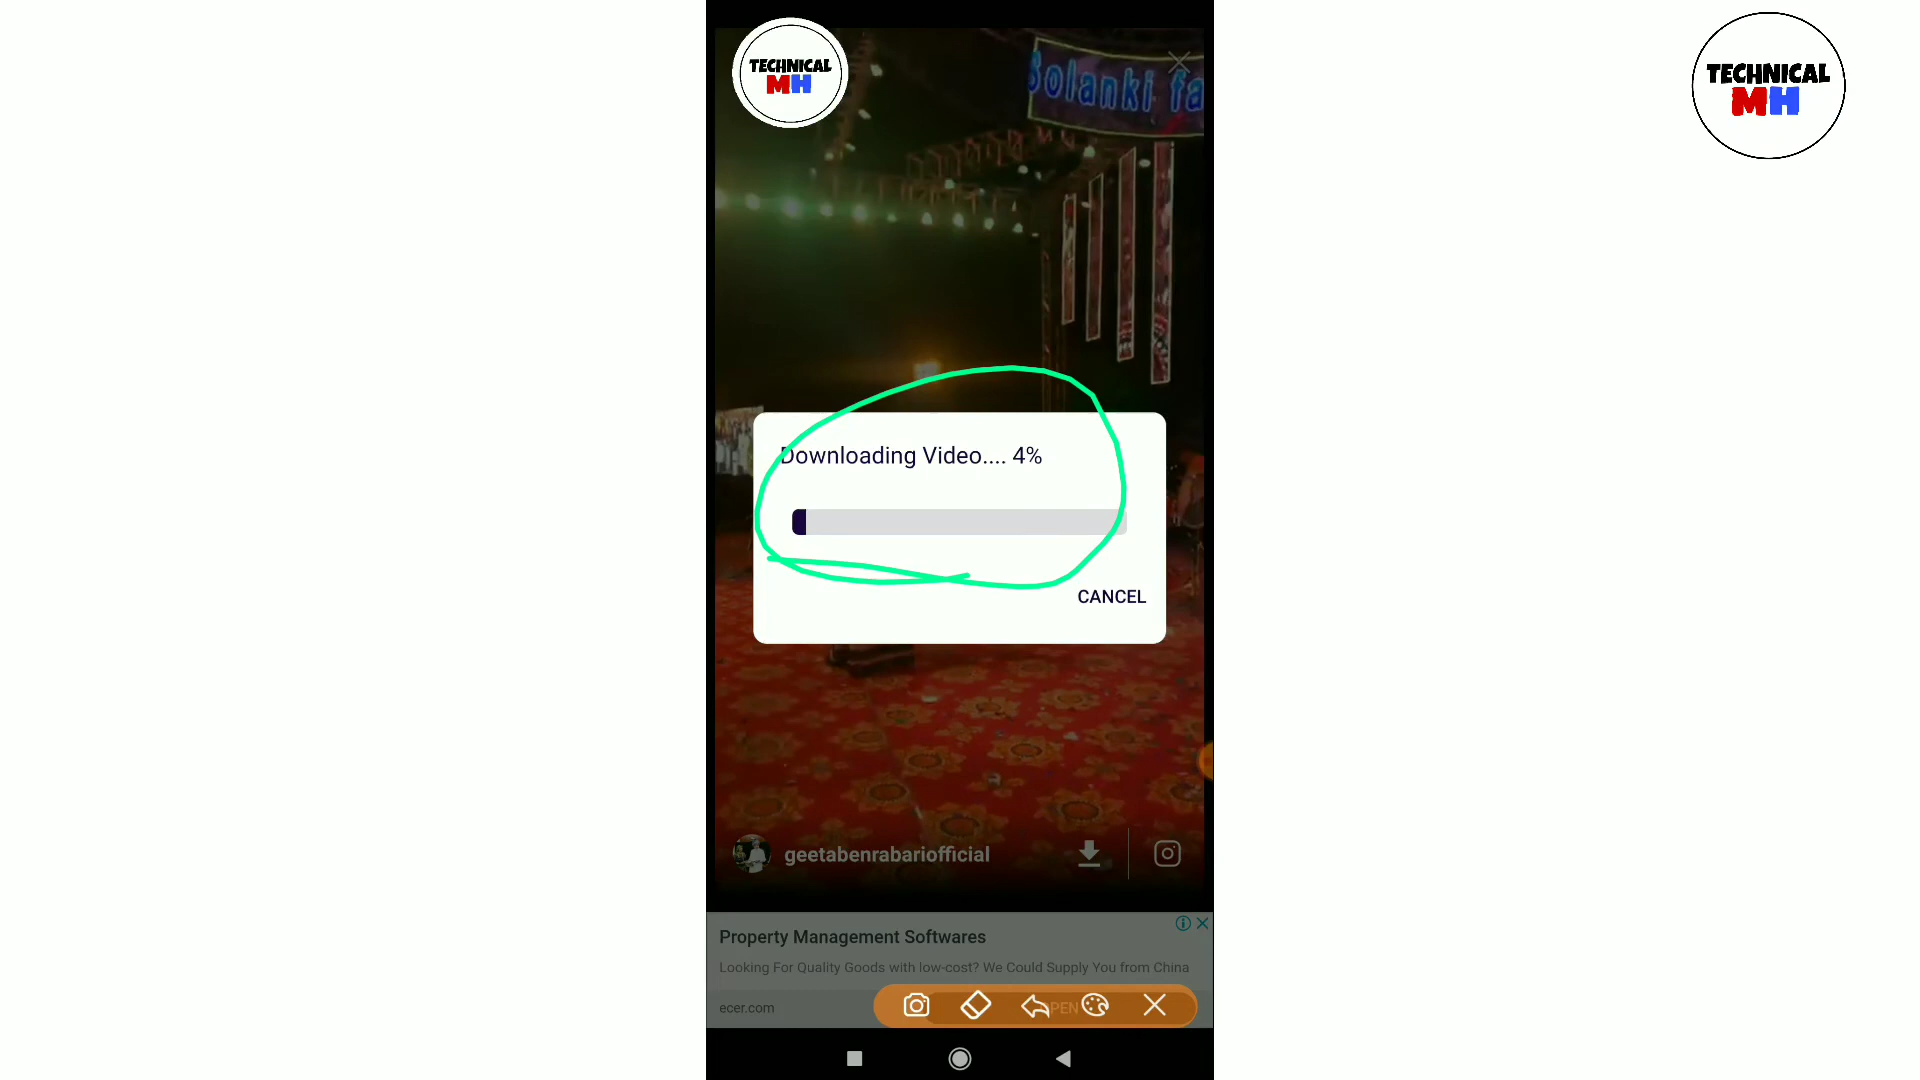 TECHNICAL
MH
TECHNICAL
MH
Solanki fa
Downloading Video.... 4%
CANCEL
geetabenrabariofficial
Property Management Softwares
Looking For Quality Goods with low-cost? We Could Supply You from China
ecer.com
OPEN